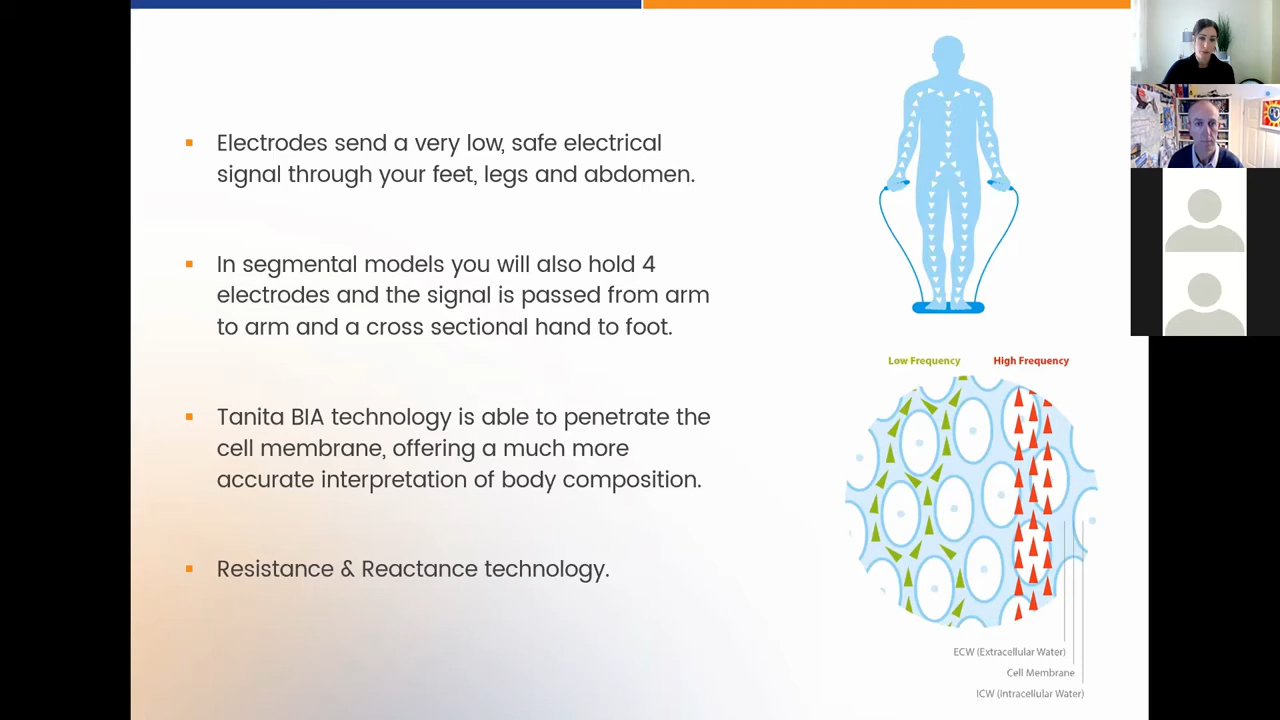 Electrodes send a very low, safe electrical
signal through your feet, legs and abdomen.
In segmental models you will also hold 4
electrodes and the signal is passed from arm
to arm and a cross sectional hand to foot.
Tanita BIA technology is able to penetrate the
cell membrane, offering a much more
accurate interpretation of body composition.
Resistance & Reactance technology.
Low Frequency
High Frequency
ECW (Extracellular Water)
Cell Membrane
ICW (Intracellular Water)